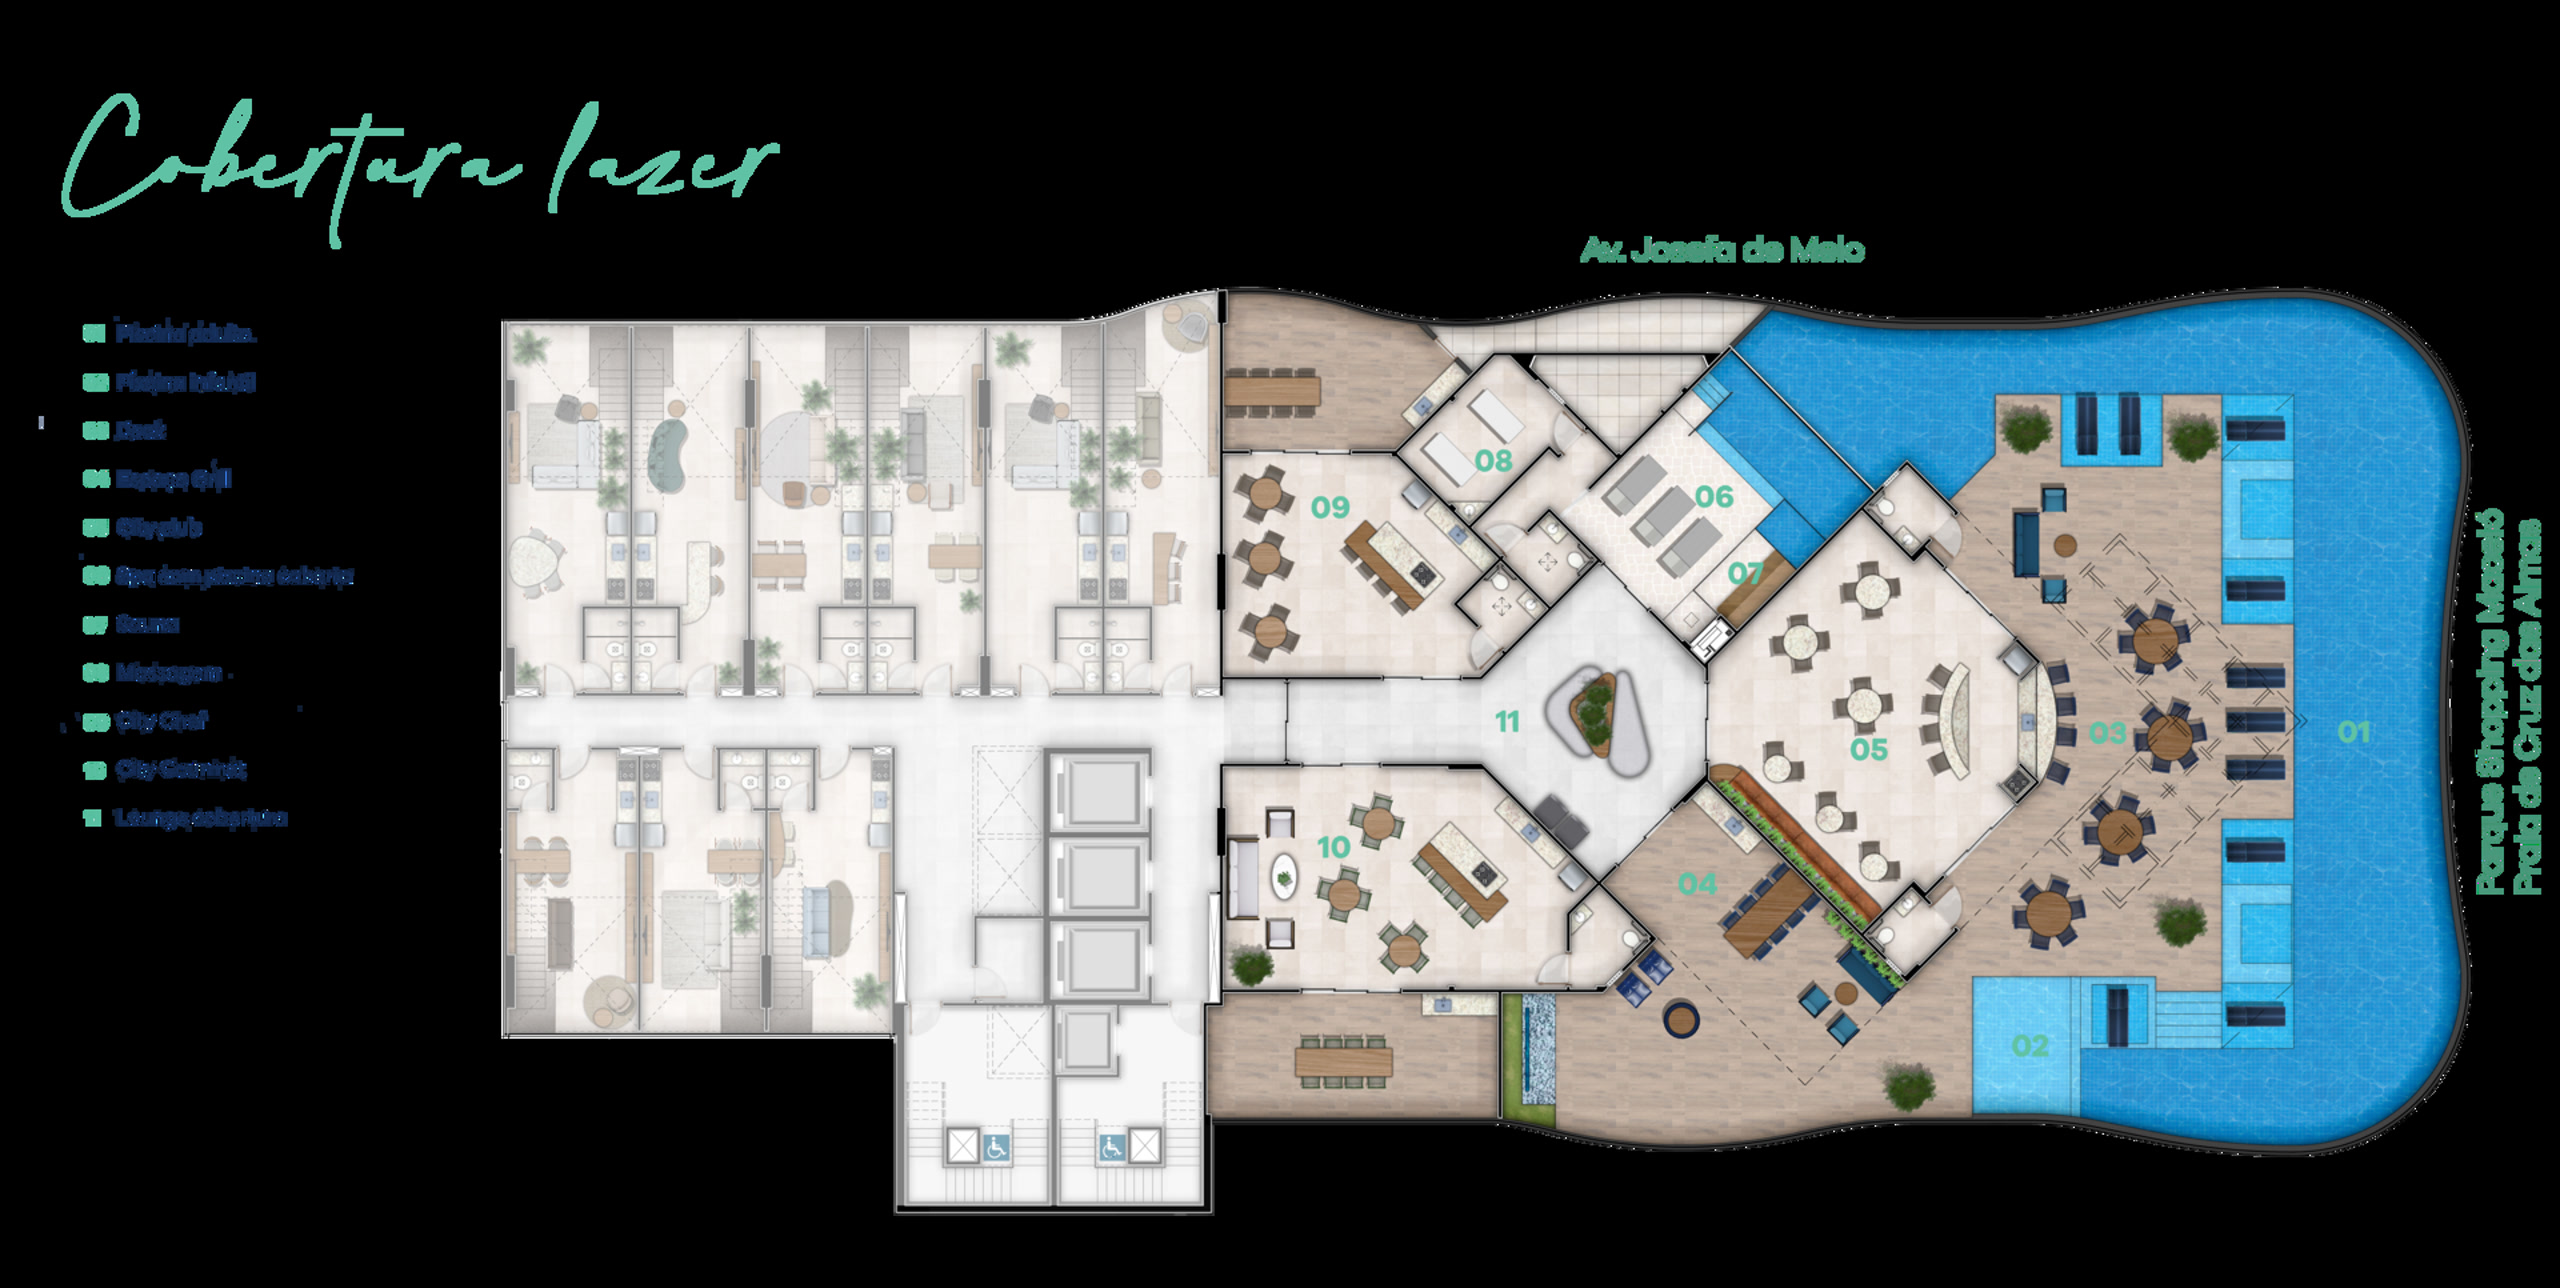 Cobertura lazer
Av. Josefa de Melo
01 Piscina adulto
02 Piscina infantil
03 Deck
04 Espaço Grill
05 City club
06 Spa com piscina coberta
07 Sauna
08 Massagem
09 City Chef
10 City Gourmet
11 Lounge cobertura
08
09
06
07
11
05
03
01
10
04
02
Parque Shopping Maceió
Praia de Cruz das Almas